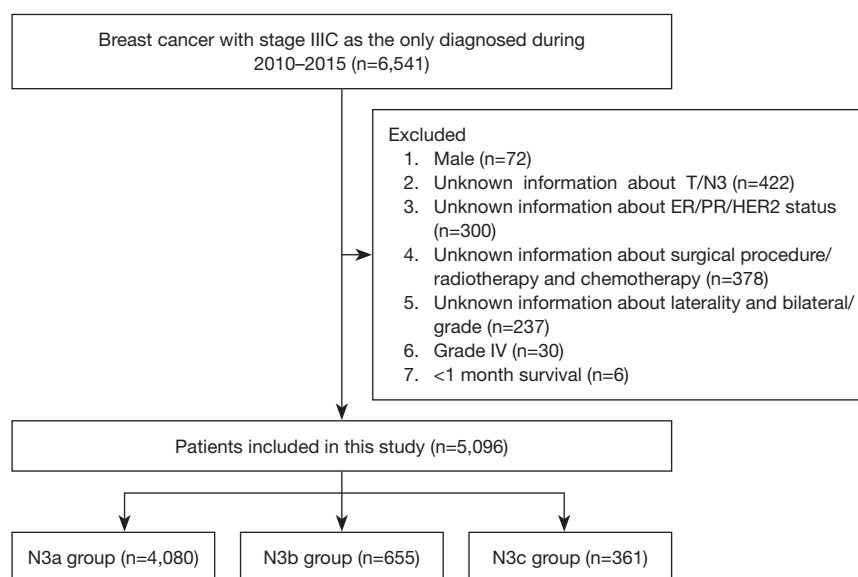 Breast cancer with stage IIIC as the only diagnosed during
2010–2015 (n=6,541)
Excluded
1. Male (n=72)
2. Unknown information about T/N3 (n=422)
3. Unknown information about ER/PR/HER2 status
(n=300)
4. Unknown information about surgical procedure/
radiotherapy and chemotherapy (n=378)
5. Unknown information about laterality and bilateral/
grade (n=237)
6. Grade IV (n=30)
7. <1 month survival (n=6)
Patients included in this study (n=5,096)
N3a group (n=4,080)
N3b group (n=655)
N3c group (n=361)